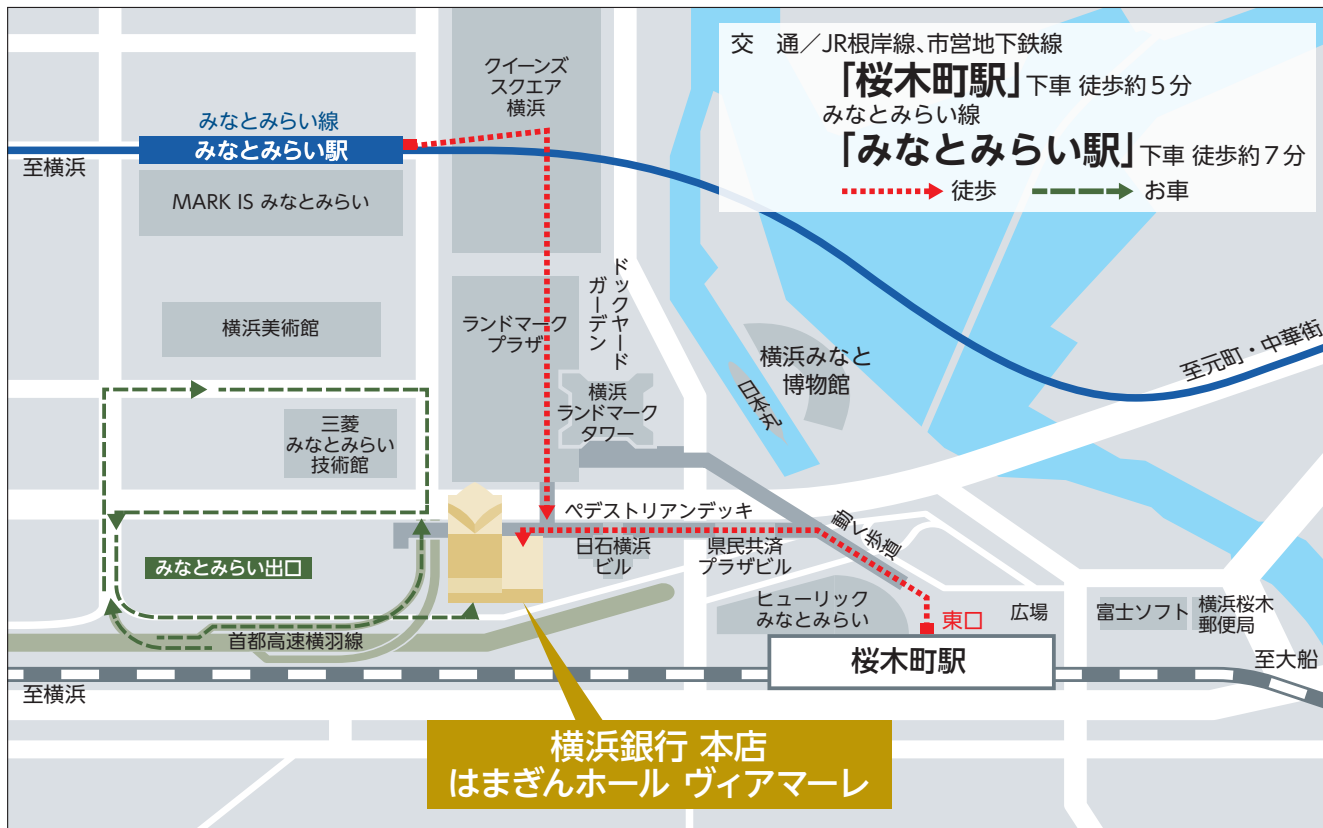 交　通／JR根岸線、市営地下鉄線
「桜木町駅」下車 徒歩約５分
みなとみらい線
「みなとみらい駅」下車 徒歩約７分
徒歩
お車
クイーンズ
スクエア
横浜
みなとみらい線
みなとみらい駅
至横浜
MARK IS みなとみらい
横浜美術館
ランドマーク
プラザ
ドックヤード
ガーデン
横浜みなと
博物館
日本丸
至元町・中華街
横浜
ランドマーク
タワー
三菱
みなとみらい
技術館
ペデストリアンデッキ
動く歩道
日石横浜
ビル
県民共済
プラザビル
みなとみらい出口
ヒューリック
みなとみらい
東口
広場
富士ソフト
横浜桜木
郵便局
首都高速横羽線
桜木町駅
至大船
至横浜
横浜銀行 本店
はまぎんホール ヴィアマーレ